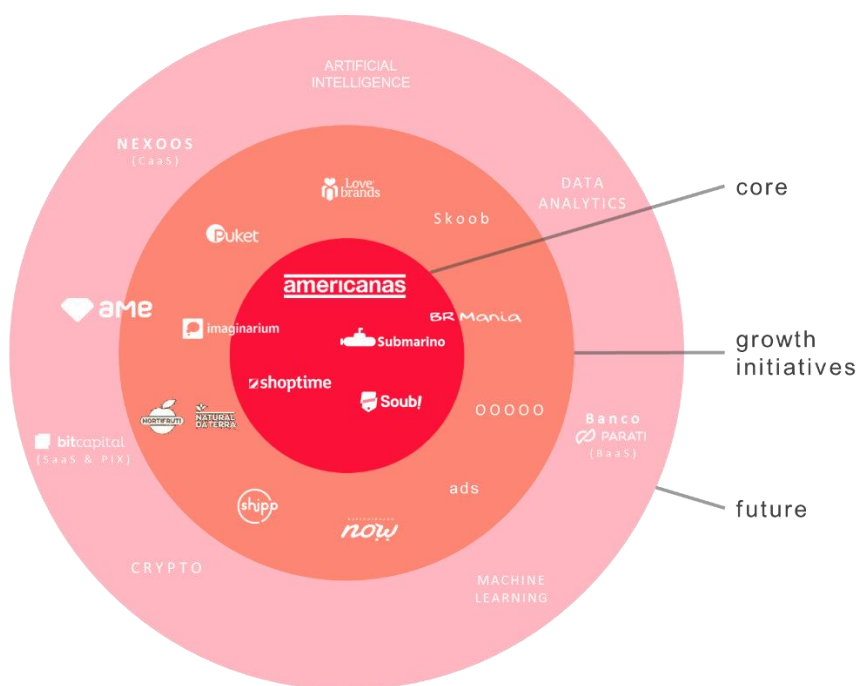 ARTIFICIAL
INTELLIGENCE
NEXOOS
{CaaS}
Love
brands
DATA
ANALYTICS
core
Skoob
Puket
americanas
ame
BR Mania
imaginarium
Submarino
growth
initiatives
shoptime
Soub!
OOOOO
HORTIFRUTI
NATURAL
DA TERRA
Banco
PARATI
{BaaS}
bitcapital
{SaaS & PIX}
ads
shipp
future
now
CRYPTO
MACHINE
LEARNING